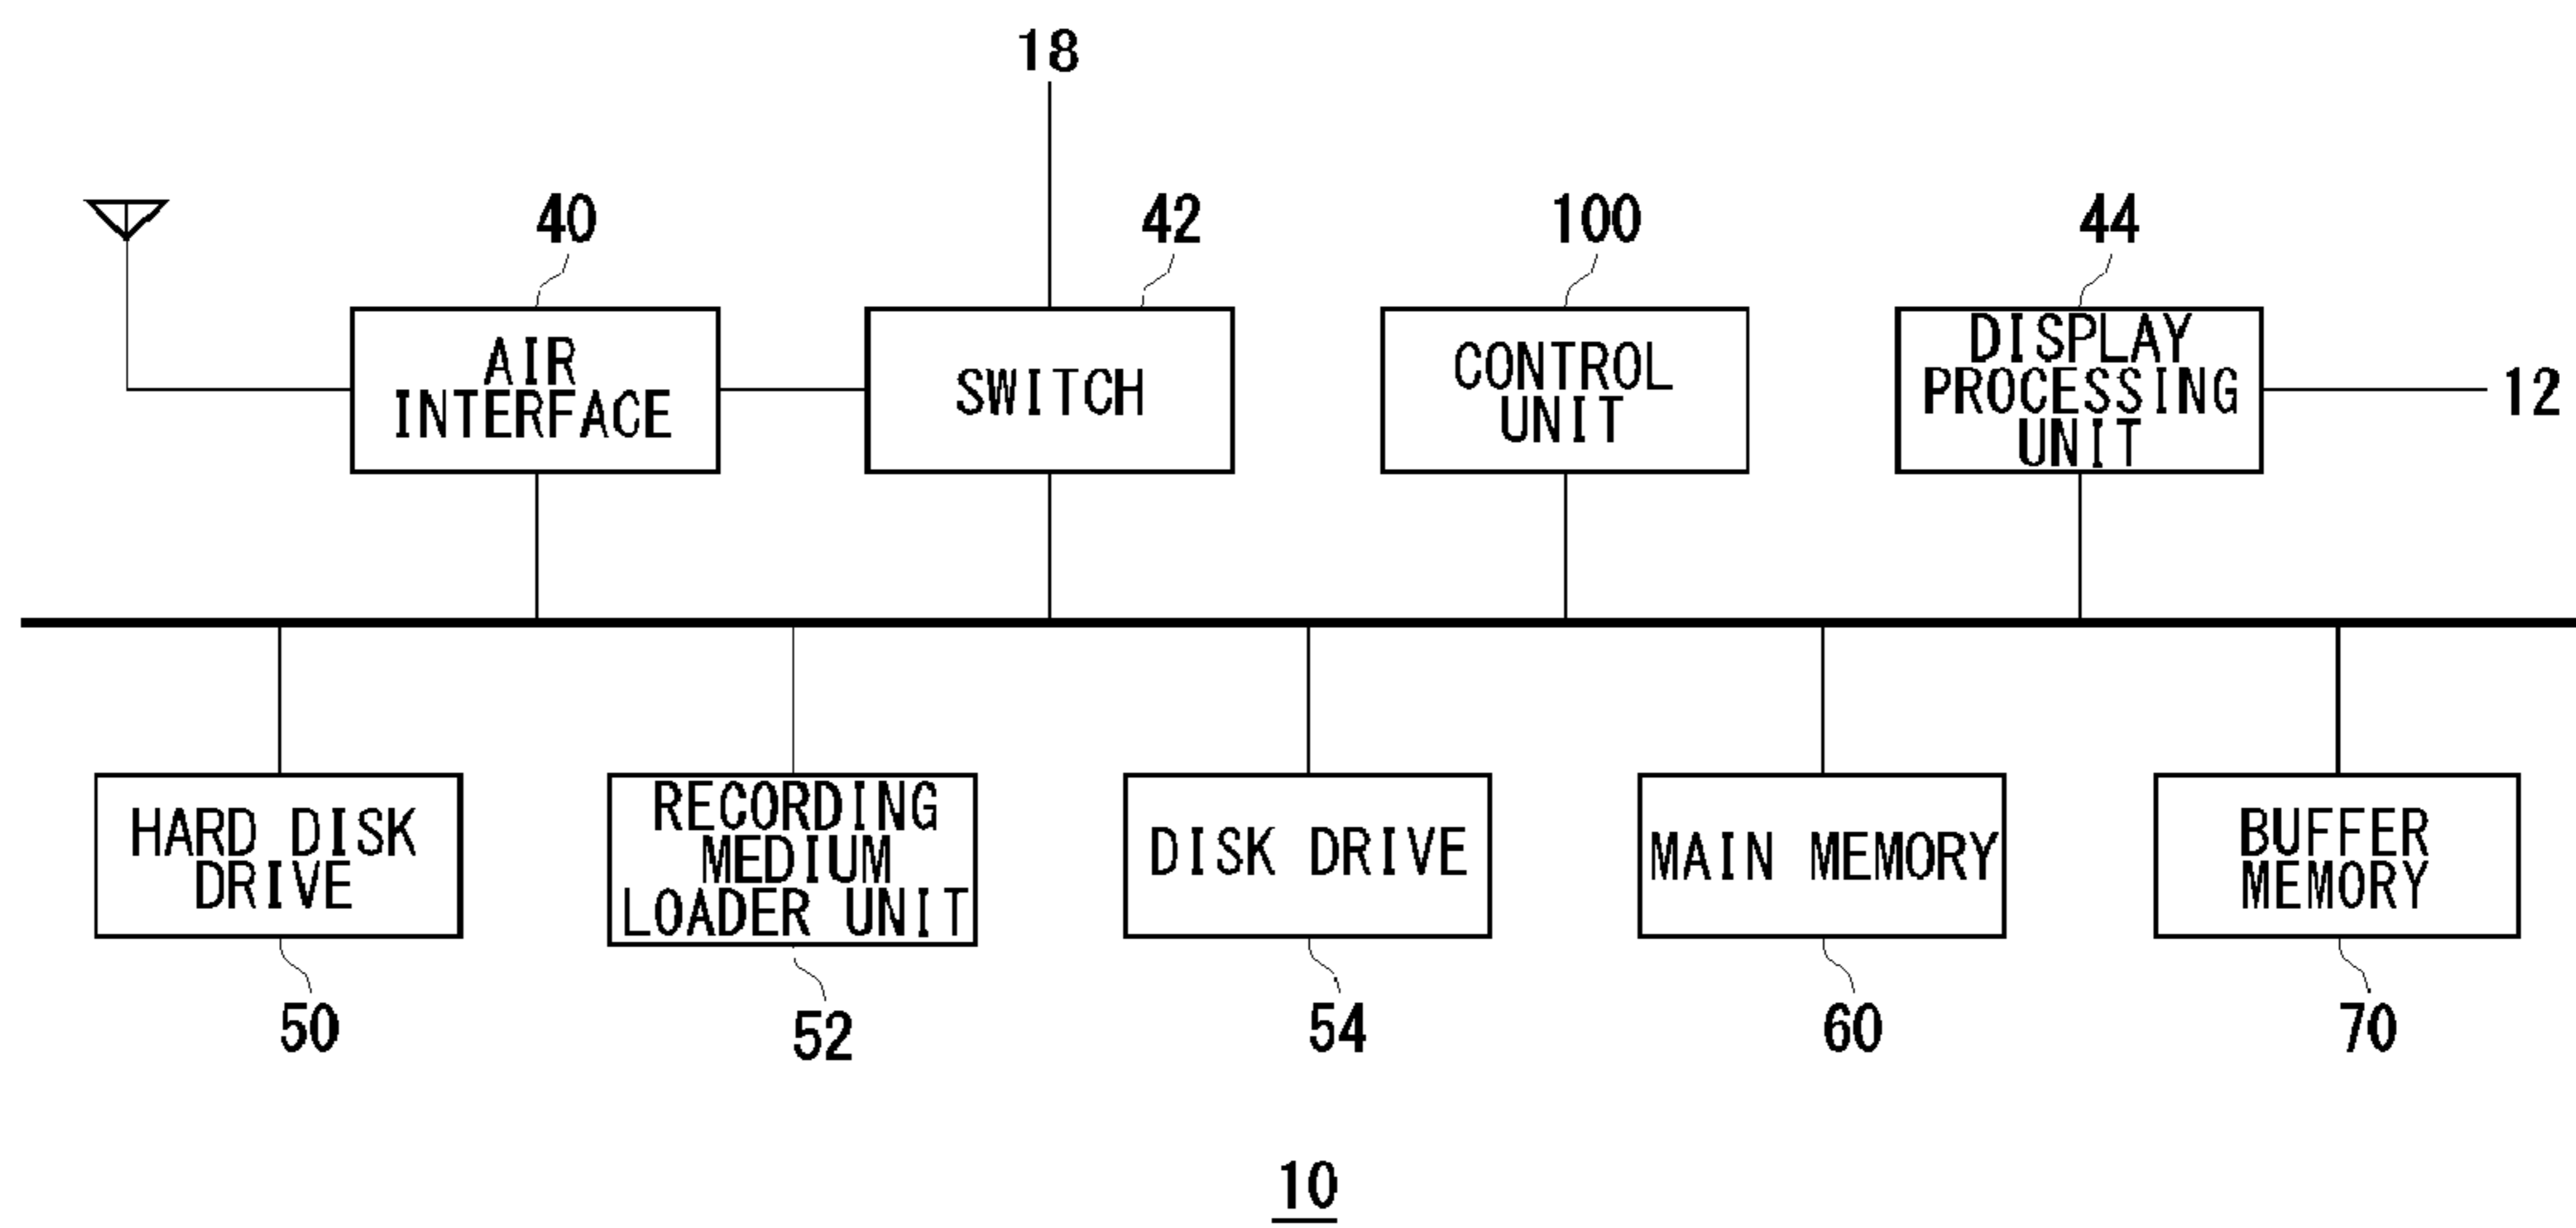 18
40
42
100
44
AIR
INTERFACE
SWITCH
CONTROL
UNIT
DISPLAY
PROCESSING
UNIT
12
HARD DISK
DRIVE
RECORDING
MEDIUM
LOADER UNIT
DISK DRIVE
MAIN MEMORY
BUFFER
MEMORY
50
52
54
60
70
10